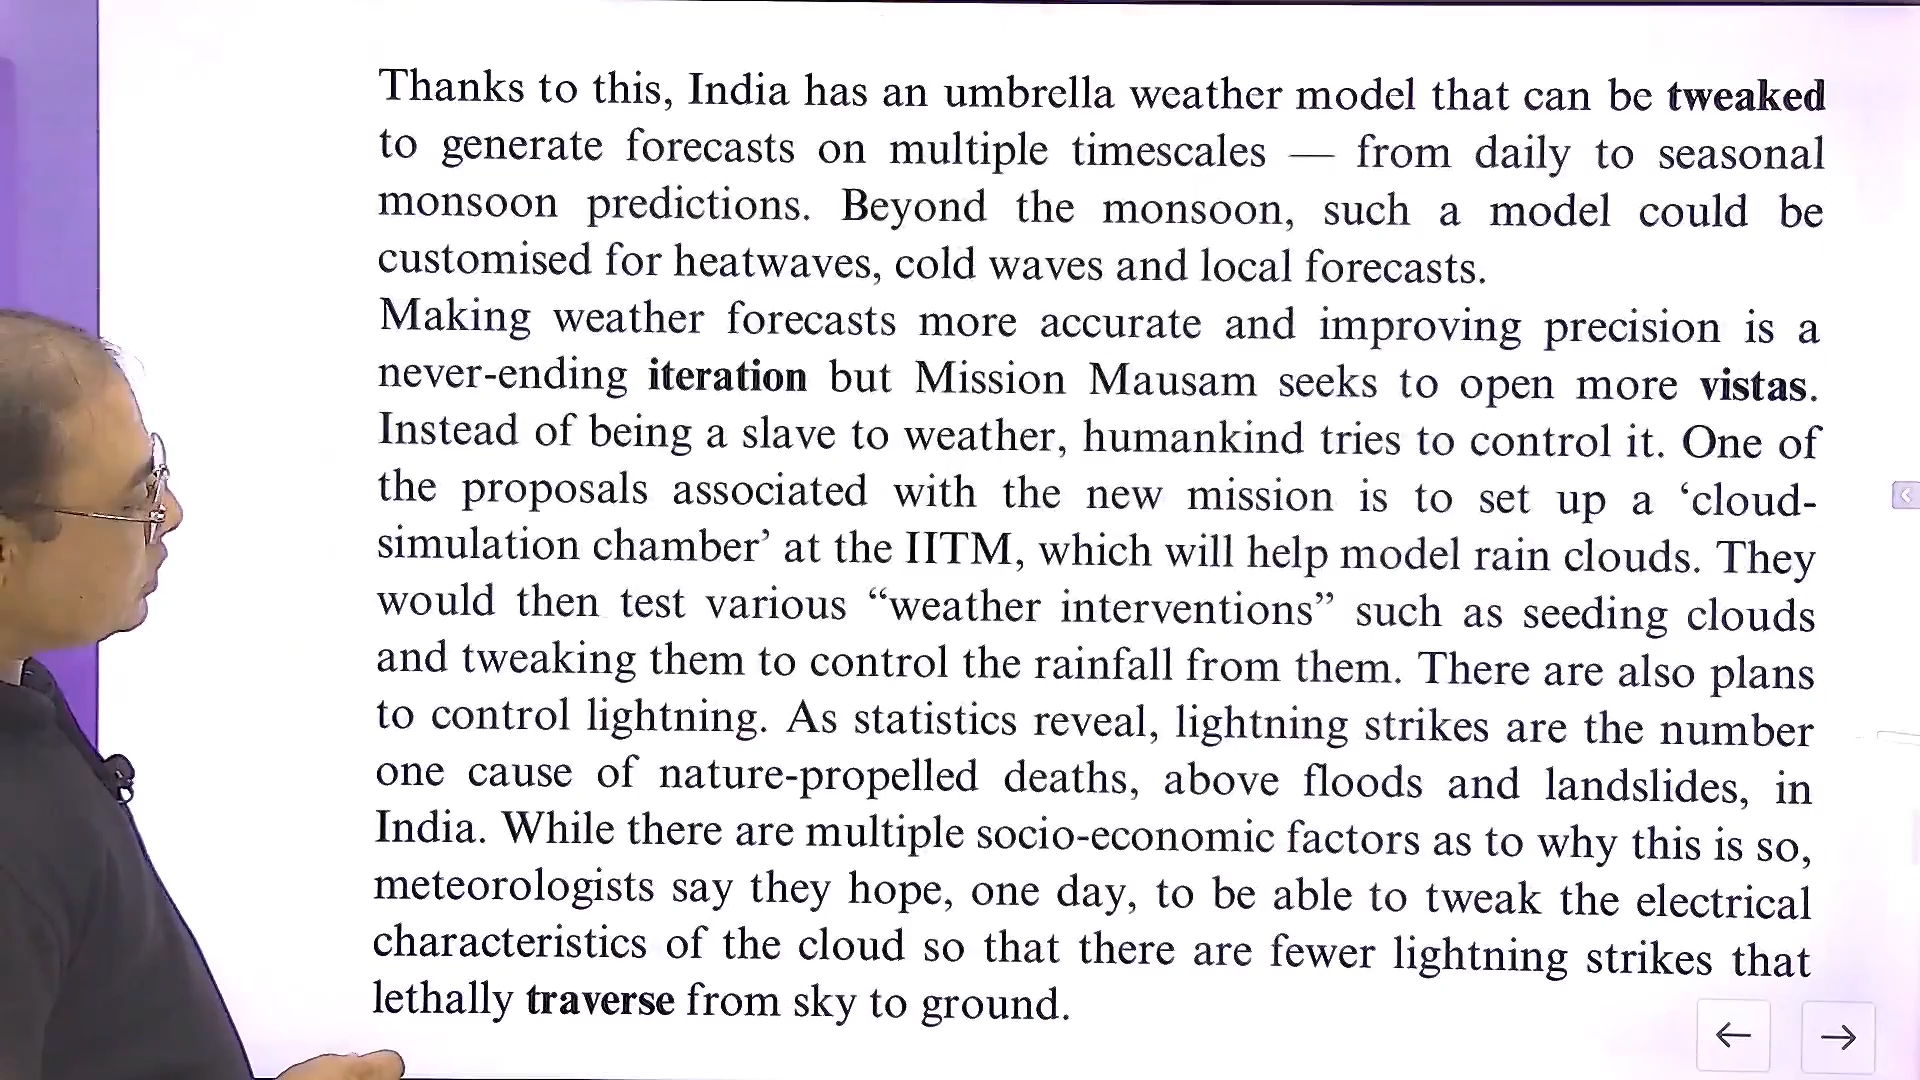 Thanks to this, India has an umbrella weather model that can be tweaked
to generate forecasts on multiple timescales — from daily to seasonal
monsoon predictions. Beyond the monsoon, such a model could be
customised for heatwaves, cold waves and local forecasts.
Making weather forecasts more accurate and improving precision is a
never-ending iteration but Mission Mausam seeks to open more vistas.
Instead of being a slave to weather, humankind tries to control it. One of
the proposals associated with the new mission is to set up a ‘cloud-
simulation chamber’ at the IITM, which will help model rain clouds. They
would then test various “weather interventions” such as seeding clouds
and tweaking them to control the rainfall from them. There are also plans
to control lightning. As statistics reveal, lightning strikes are the number
one cause of nature-propelled deaths, above floods and landslides, in
India. While there are multiple socio-economic factors as to why this is so,
meteorologists say they hope, one day, to be able to tweak the electrical
characteristics of the cloud so that there are fewer lightning strikes that
lethally traverse from sky to ground.